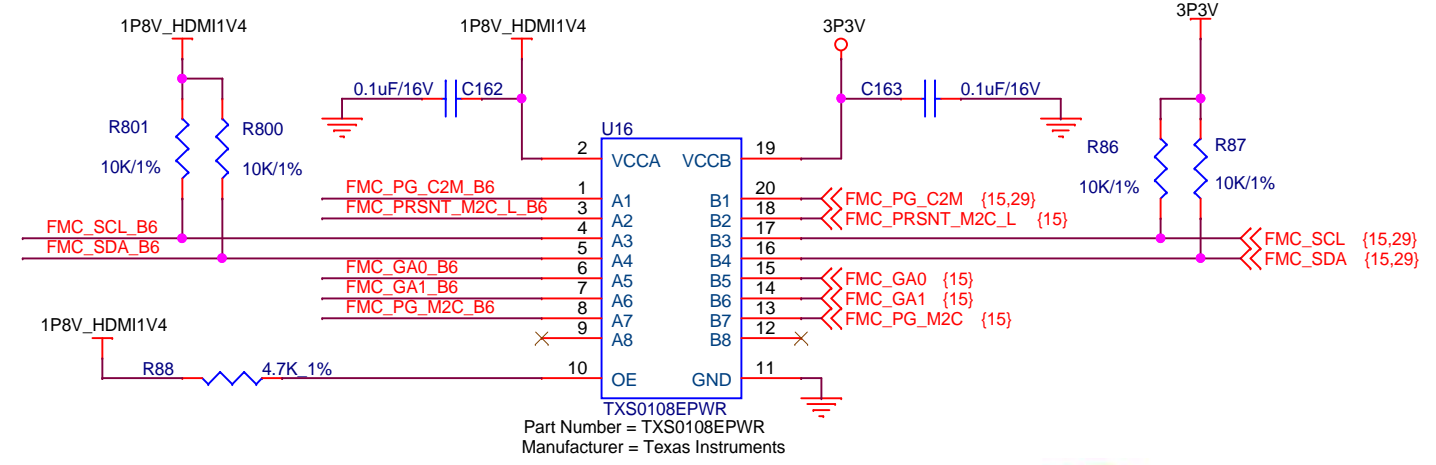 1P8V_HDMI1V4
1P8V_HDMI1V4
3P3V
3P3V
0.1uF/16V
C162
C163
0.1uF/16V
R801
R800
10K/1%
10K/1%
R86
R87
10K/1%
10K/1%
U16
2
VCCA
VCCB
19
FMC_PG_C2M_B6
1
A1
B1
20
FMC_PG_C2M {15,29}
FMC_PRSNT_M2C_L_B6
3
A2
B2
18
FMC_PRSNT_M2C_L {15}
FMC_SCL_B6
4
A3
B3
17
FMC_SCL {15,29}
FMC_SDA_B6
5
A4
B4
16
FMC_SDA {15,29}
FMC_GA0_B6
6
A5
B5
15
FMC_GA0 {15}
FMC_GA1_B6
7
A6
B6
14
FMC_GA1 {15}
FMC_PG_M2C_B6
8
A7
B7
13
FMC_PG_M2C {15}
9
A8
B8
12
1P8V_HDMI1V4
R88
4.7K_1%
10
OE
GND
11
TXS0108EPWR
Part Number = TXS0108EPWR
Manufacturer = Texas Instruments